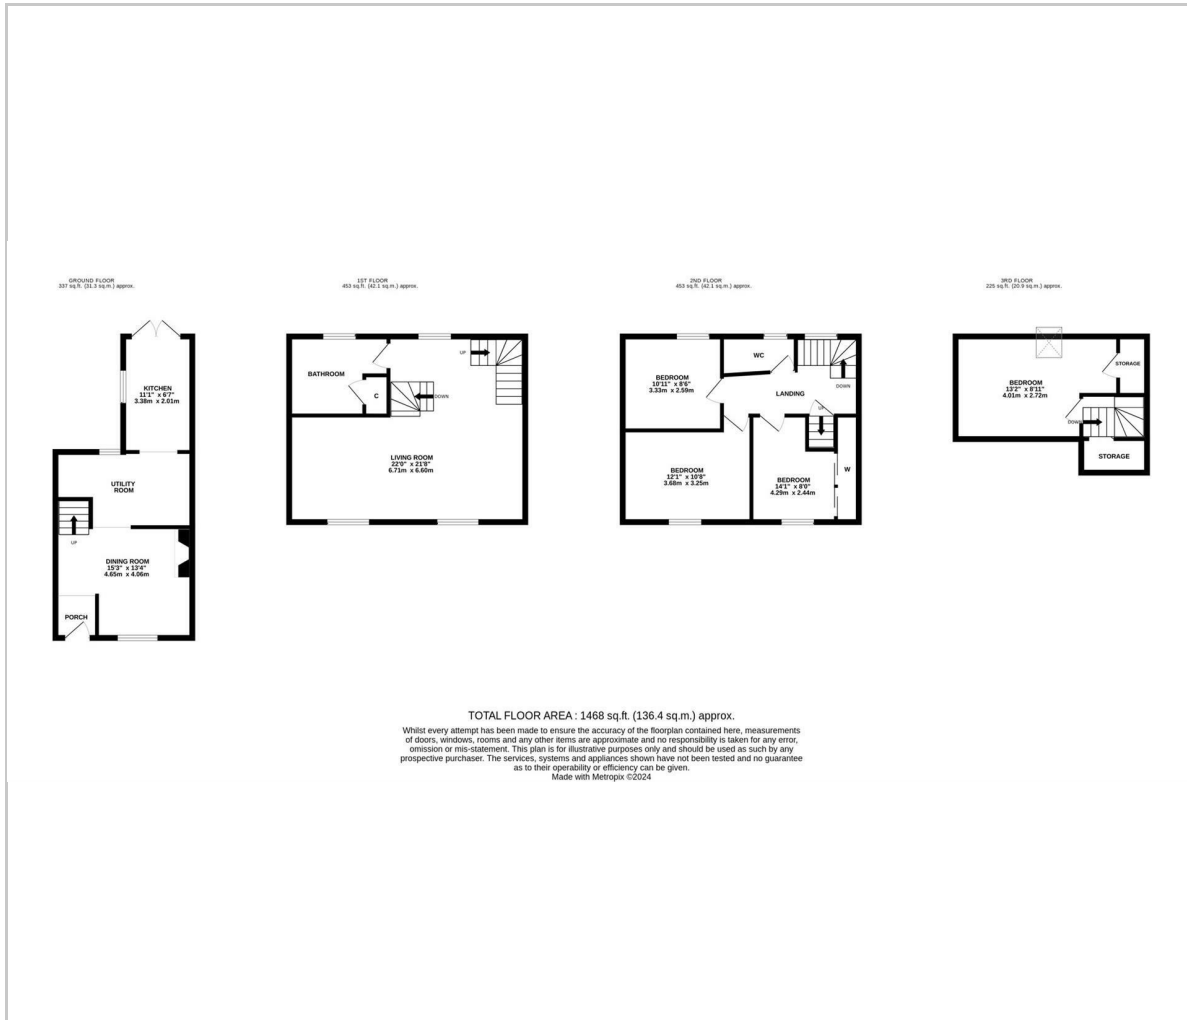 GROUND FLOOR
337 sq.ft. (31.3 sq.m.) approx.
KITCHEN
11'1" x 6'7"
3.38m x 2.01m
UTILITY
ROOM
UP
DINING ROOM
15'3" x 13'4"
4.65m x 4.06m
PORCH
1ST FLOOR
453 sq.ft. (42.1 sq.m.) approx.
UP
BATHROOM
C
DOWN
LIVING ROOM
22'0" x 21'8"
6.71m x 6.60m
2ND FLOOR
453 sq.ft. (42.1 sq.m.) approx.
WC
BEDROOM
10'11" x 8'6"
3.33m x 2.59m
DOWN
LANDING
UP
BEDROOM
12'1" x 10'8"
3.68m x 3.25m
W
BEDROOM
14'1" x 8'0"
4.29m x 2.44m
3RD FLOOR
225 sq.ft. (20.9 sq.m.) approx.
STORAGE
BEDROOM
13'2" x 8'11"
4.01m x 2.72m
DOWN
STORAGE
TOTAL FLOOR AREA : 1468 sq.ft. (136.4 sq.m.) approx.
Whilst every attempt has been made to ensure the accuracy of the floorplan contained here, measurements
of doors, windows, rooms and any other items are approximate and no responsibility is taken for any error,
omission or mis-statement. This plan is for illustrative purposes only and should be used as such by any
prospective purchaser. The services, systems and appliances shown have not been tested and no guarantee
as to their operability or efficiency can be given.
Made with Metropix ©2024